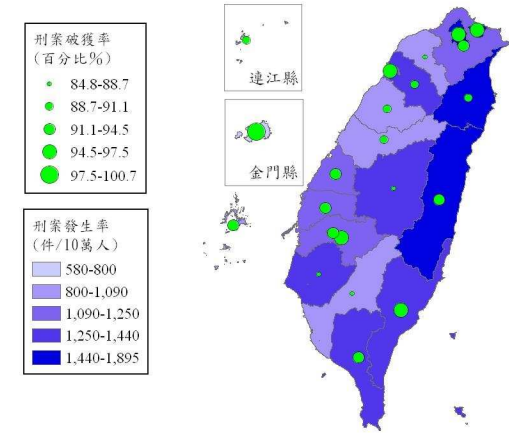 刑案破獲率
(百分比%)
84.8-88.7
88.7-91.1
91.1-94.5
94.5-97.5
97.5-100.7
連江縣
金門縣
刑案發生率
(件/10萬人)
580-800
800-1,090
1,090-1,250
1,250-1,440
1,440-1,895